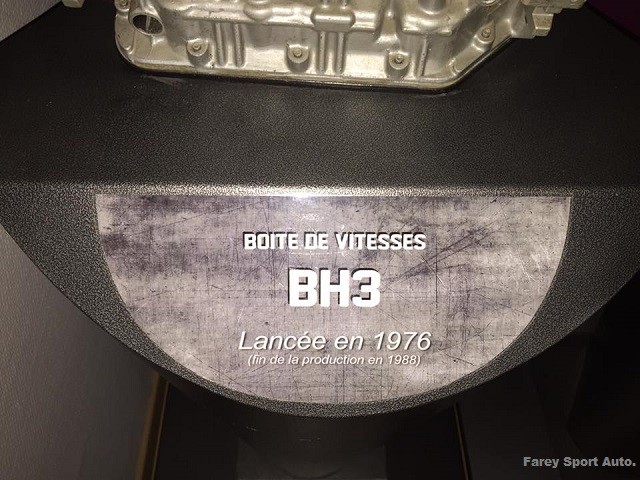 BOITE DE VITESSES
BH3
Lancée en 1976
(fin de la production en 1988)
Farey Sport Auto.